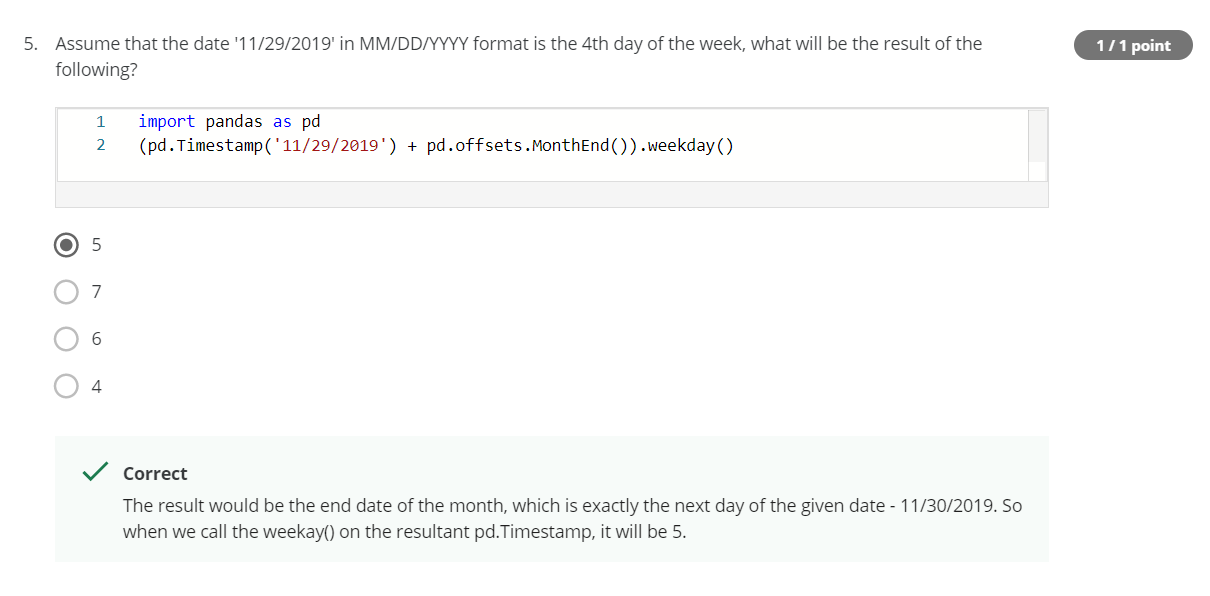 5. Assume that the date '11/29/2019' in MM/DD/YYYY format is the 4th day of the week, what will be the result of the
following?
1 / 1 point
1 import pandas as pd
2 (pd.Timestamp('11/29/2019') + pd.offsets.MonthEnd()).weekday()
5
7
6
4
Correct
The result would be the end date of the month, which is exactly the next day of the given date - 11/30/2019. So
when we call the weekay() on the resultant pd.Timestamp, it will be 5.